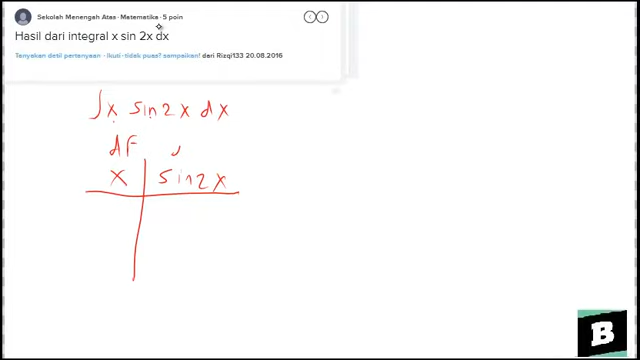 Sekolah Menengah Atas · Matematika · 5 poin
Hasil dari integral x sin 2x dx
Tanyakan detil pertanyaan · Ikuti · tidak puas? sampaikan! dari Rizqi133 20.08.2016
∫x sin 2x dx
dF
x sin 2x
B